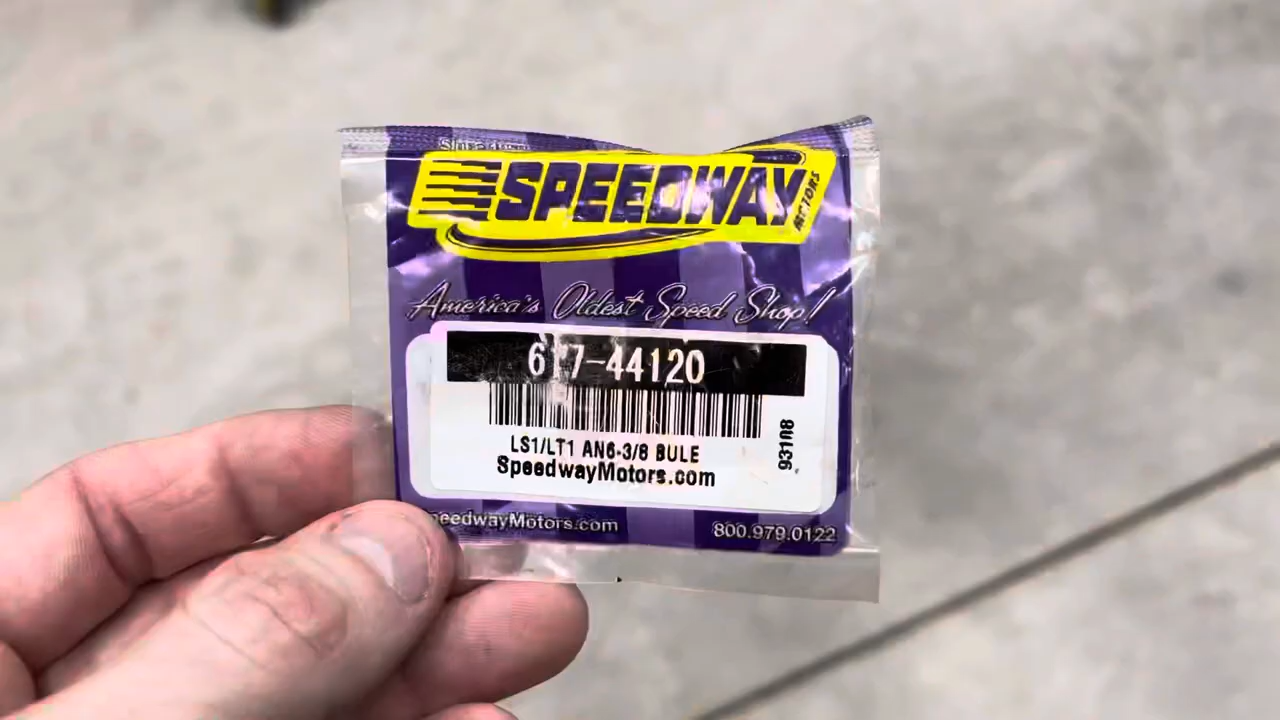 Since
SPEEDWAY
MOTORS
America's Oldest Speed Shop!
617-44120
LS1/LT1 AN6-3/8 BULE
SpeedwayMotors.com
93108
peedwayMotors.com
800.979.0122